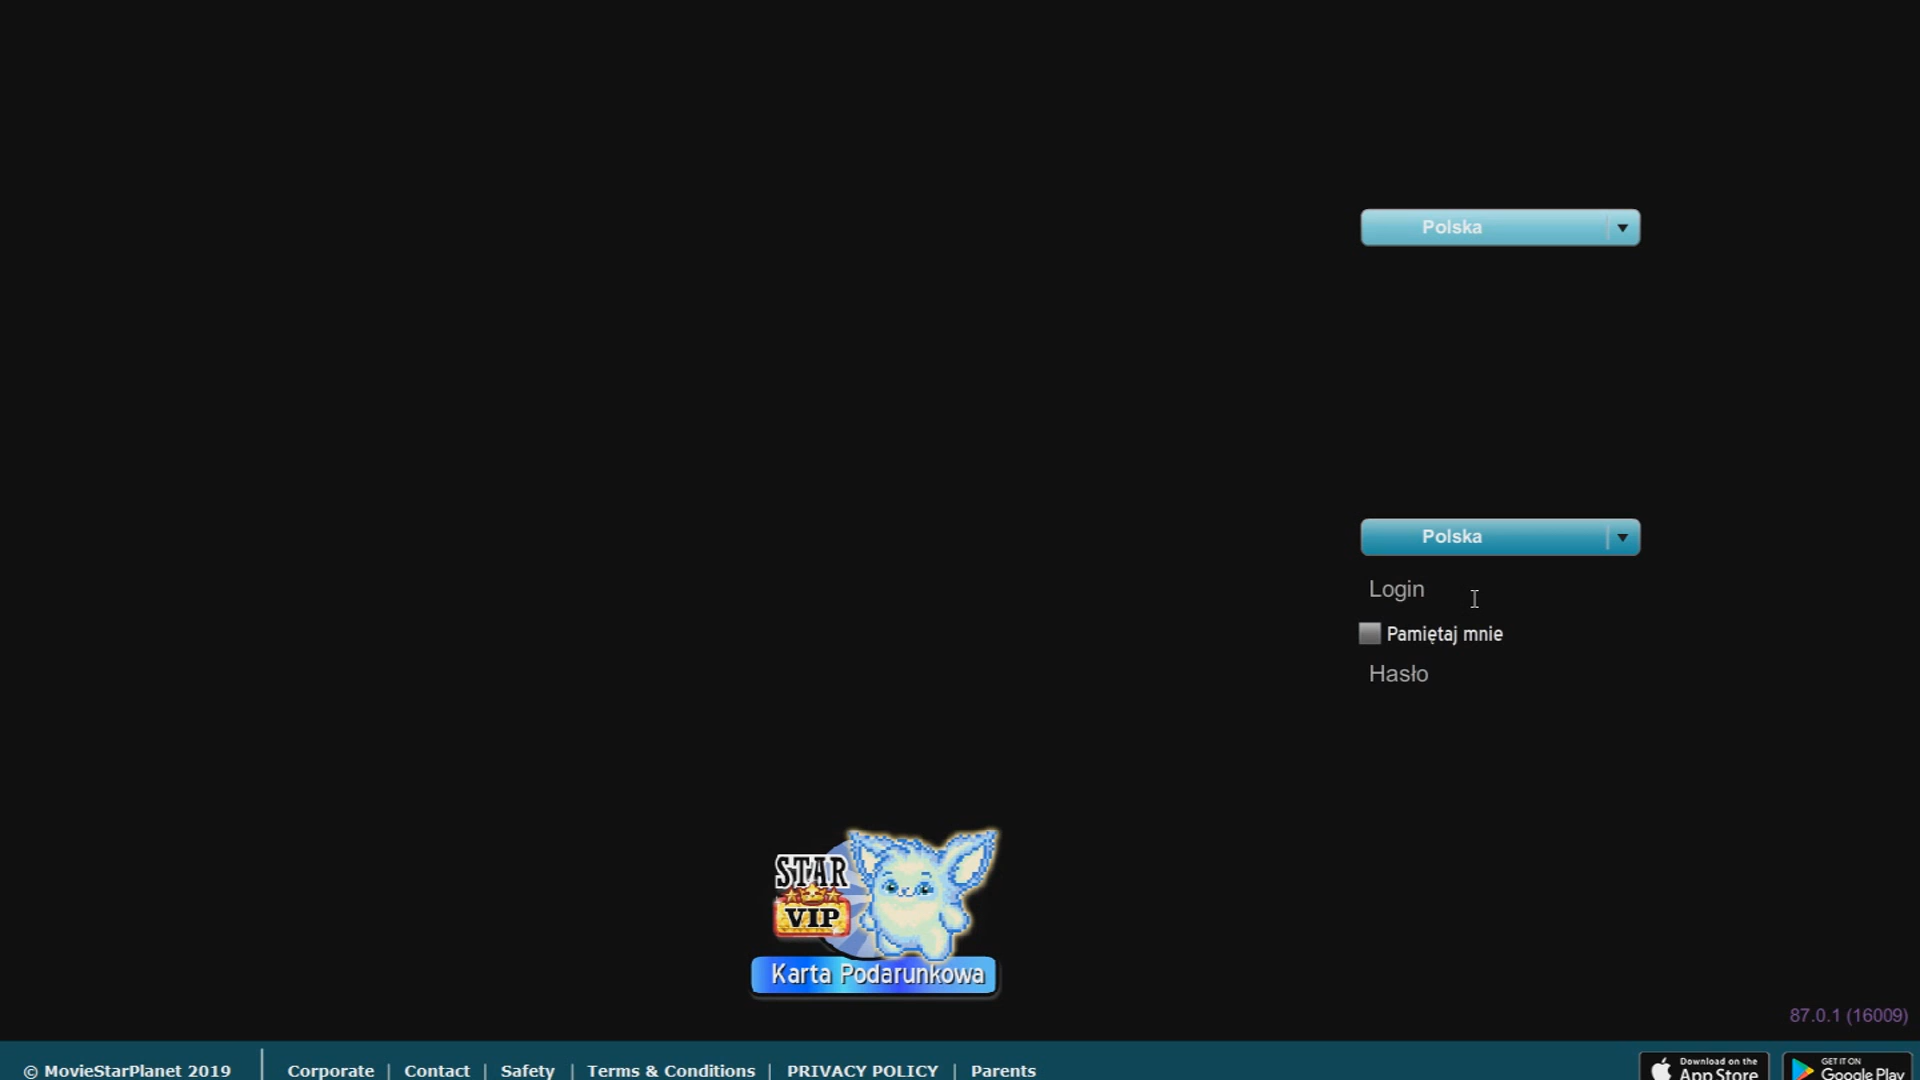 Polska
Polska
Login
Pamiętaj mnie
Hasło
STAR
VIP
Karta Podarunkowa
87.0.1 (16009)
© MovieStarPlanet 2019 | Corporate | Contact | Safety | Terms & Conditions | PRIVACY POLICY | Parents
Download on the
App Store
GET IT ON
Google Play